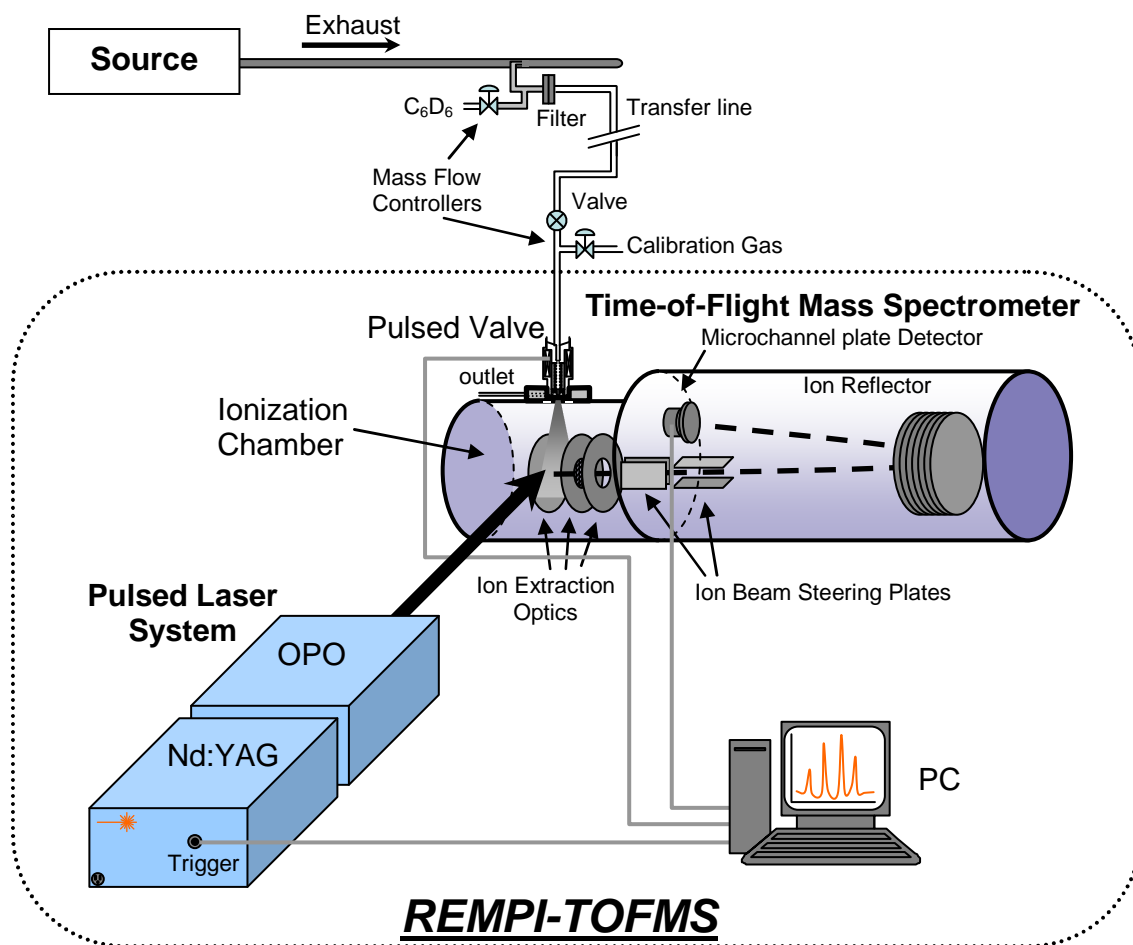 Exhaust
Source
C₆D₆
Filter
Transfer line
Mass Flow
Controllers
Valve
Calibration Gas
Time-of-Flight Mass Spectrometer
Pulsed Valve
Microchannel plate Detector
outlet
Ion Reflector
Ionization
Chamber
Ion Extraction
Optics
Ion Beam Steering Plates
Pulsed Laser
System
OPO
Nd:YAG
PC
Trigger
REMPI-TOFMS